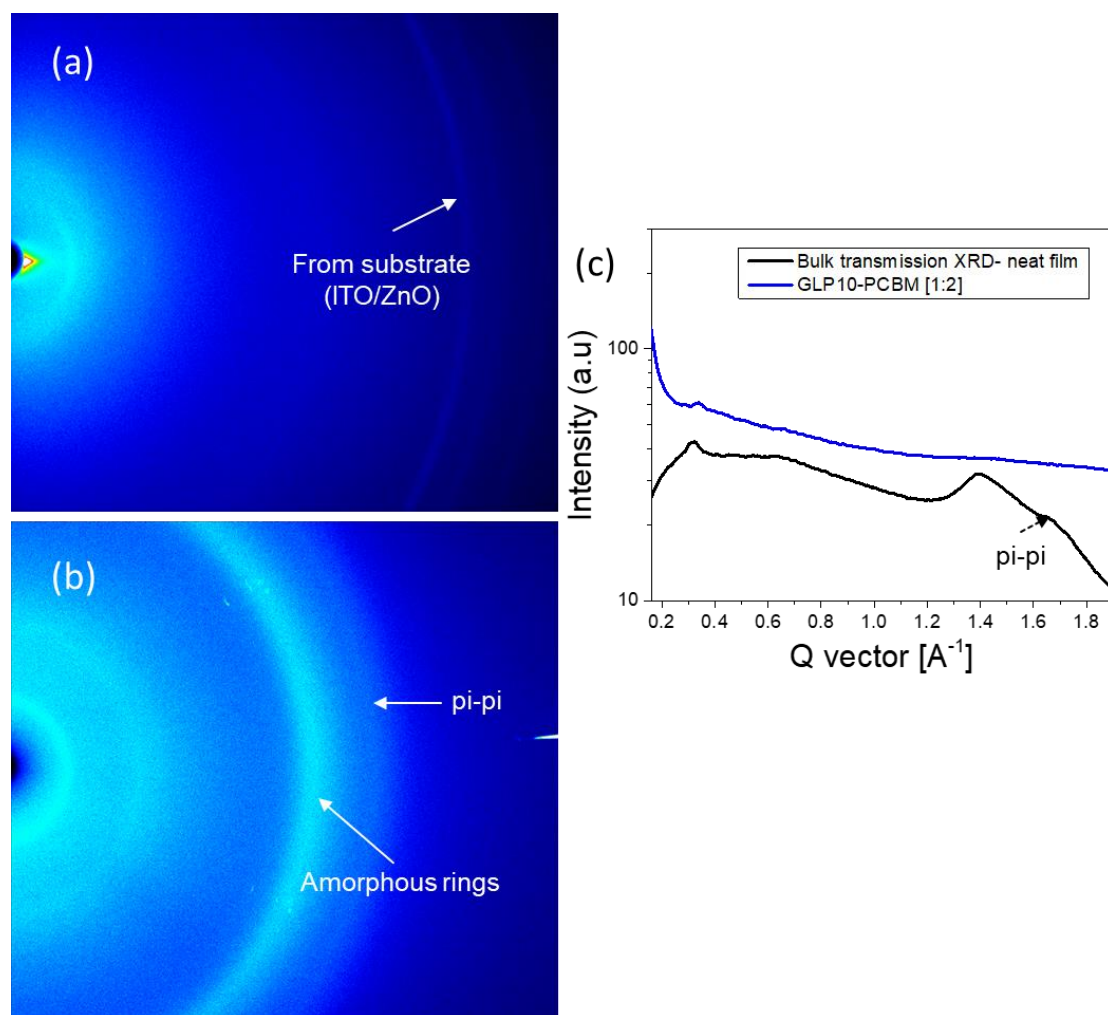 (a)
From substrate
(ITO/ZnO)
(b)
pi-pi
Amorphous rings
(c)
Bulk transmission XRD- neat film
GLP10-PCBM [1:2]
Intensity (a.u)
100
10
pi-pi
0.2 0.4 0.6 0.8 1.0 1.2 1.4 1.6 1.8
Q vector [A⁻¹]